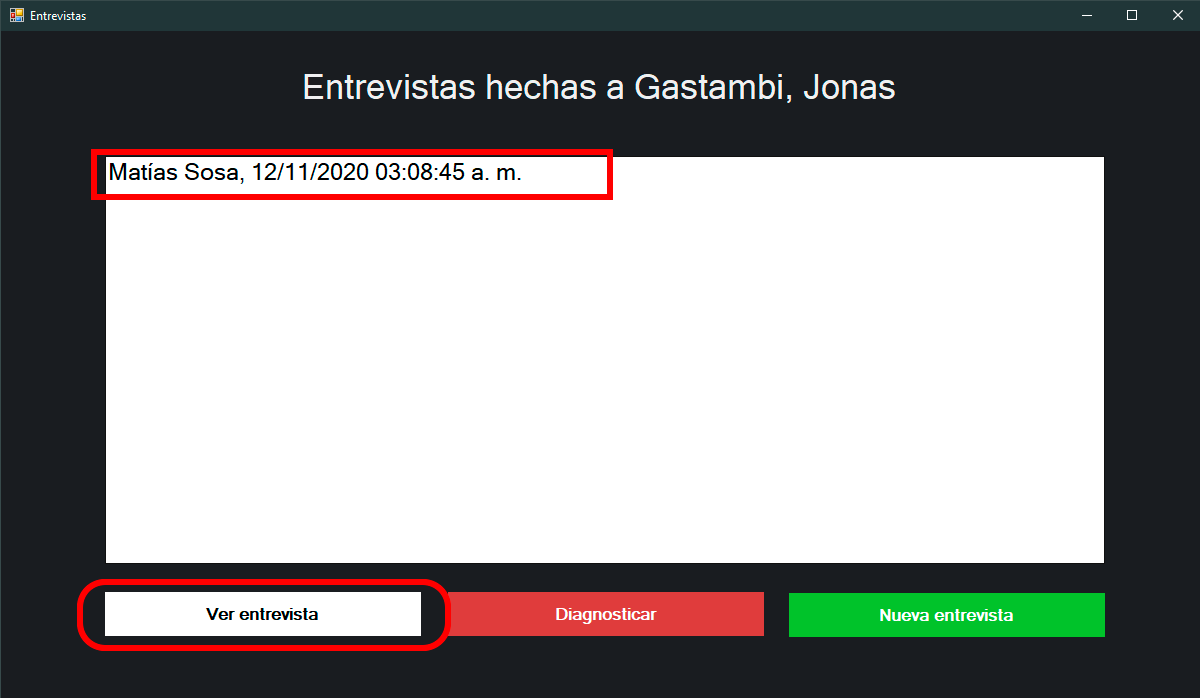 Entrevistas
Entrevistas hechas a Gastambi, Jonas
Matías Sosa, 12/11/2020 03:08:45 a. m.
Ver entrevista
Diagnosticar
Nueva entrevista